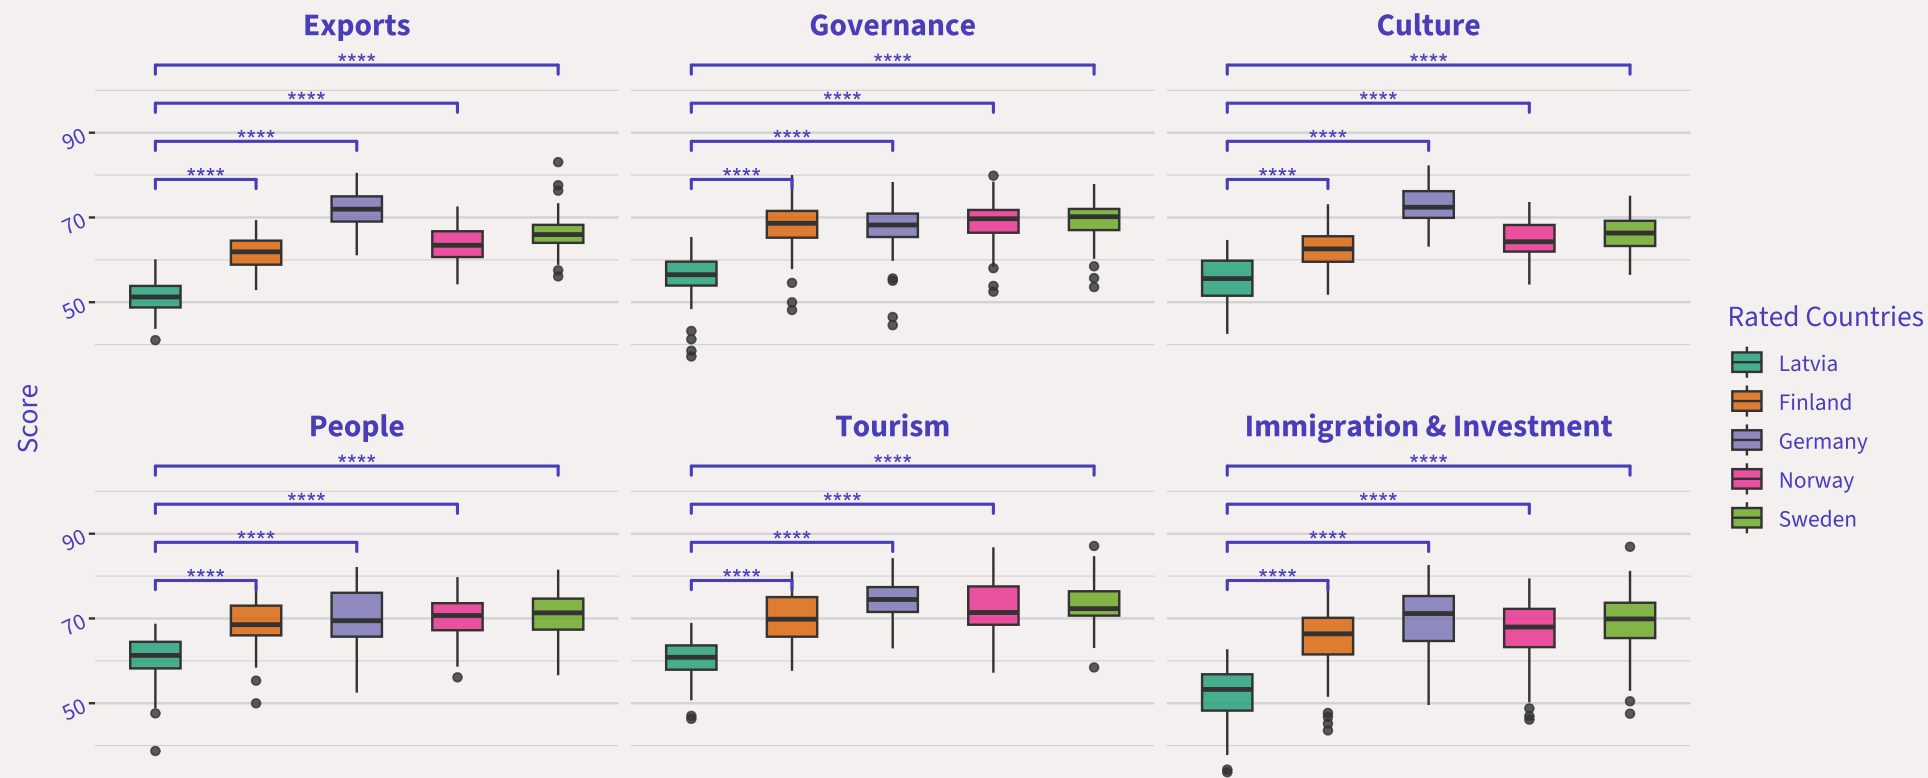 Exports
Governance
Culture
****
****
****
****
****
****
90
****
****
****
****
****
****
70
50
Rated Countries
Latvia
Finland
Germany
Norway
Sweden
Score
People
Tourism
Immigration & Investment
****
****
****
****
****
****
90
****
****
****
****
****
****
70
50